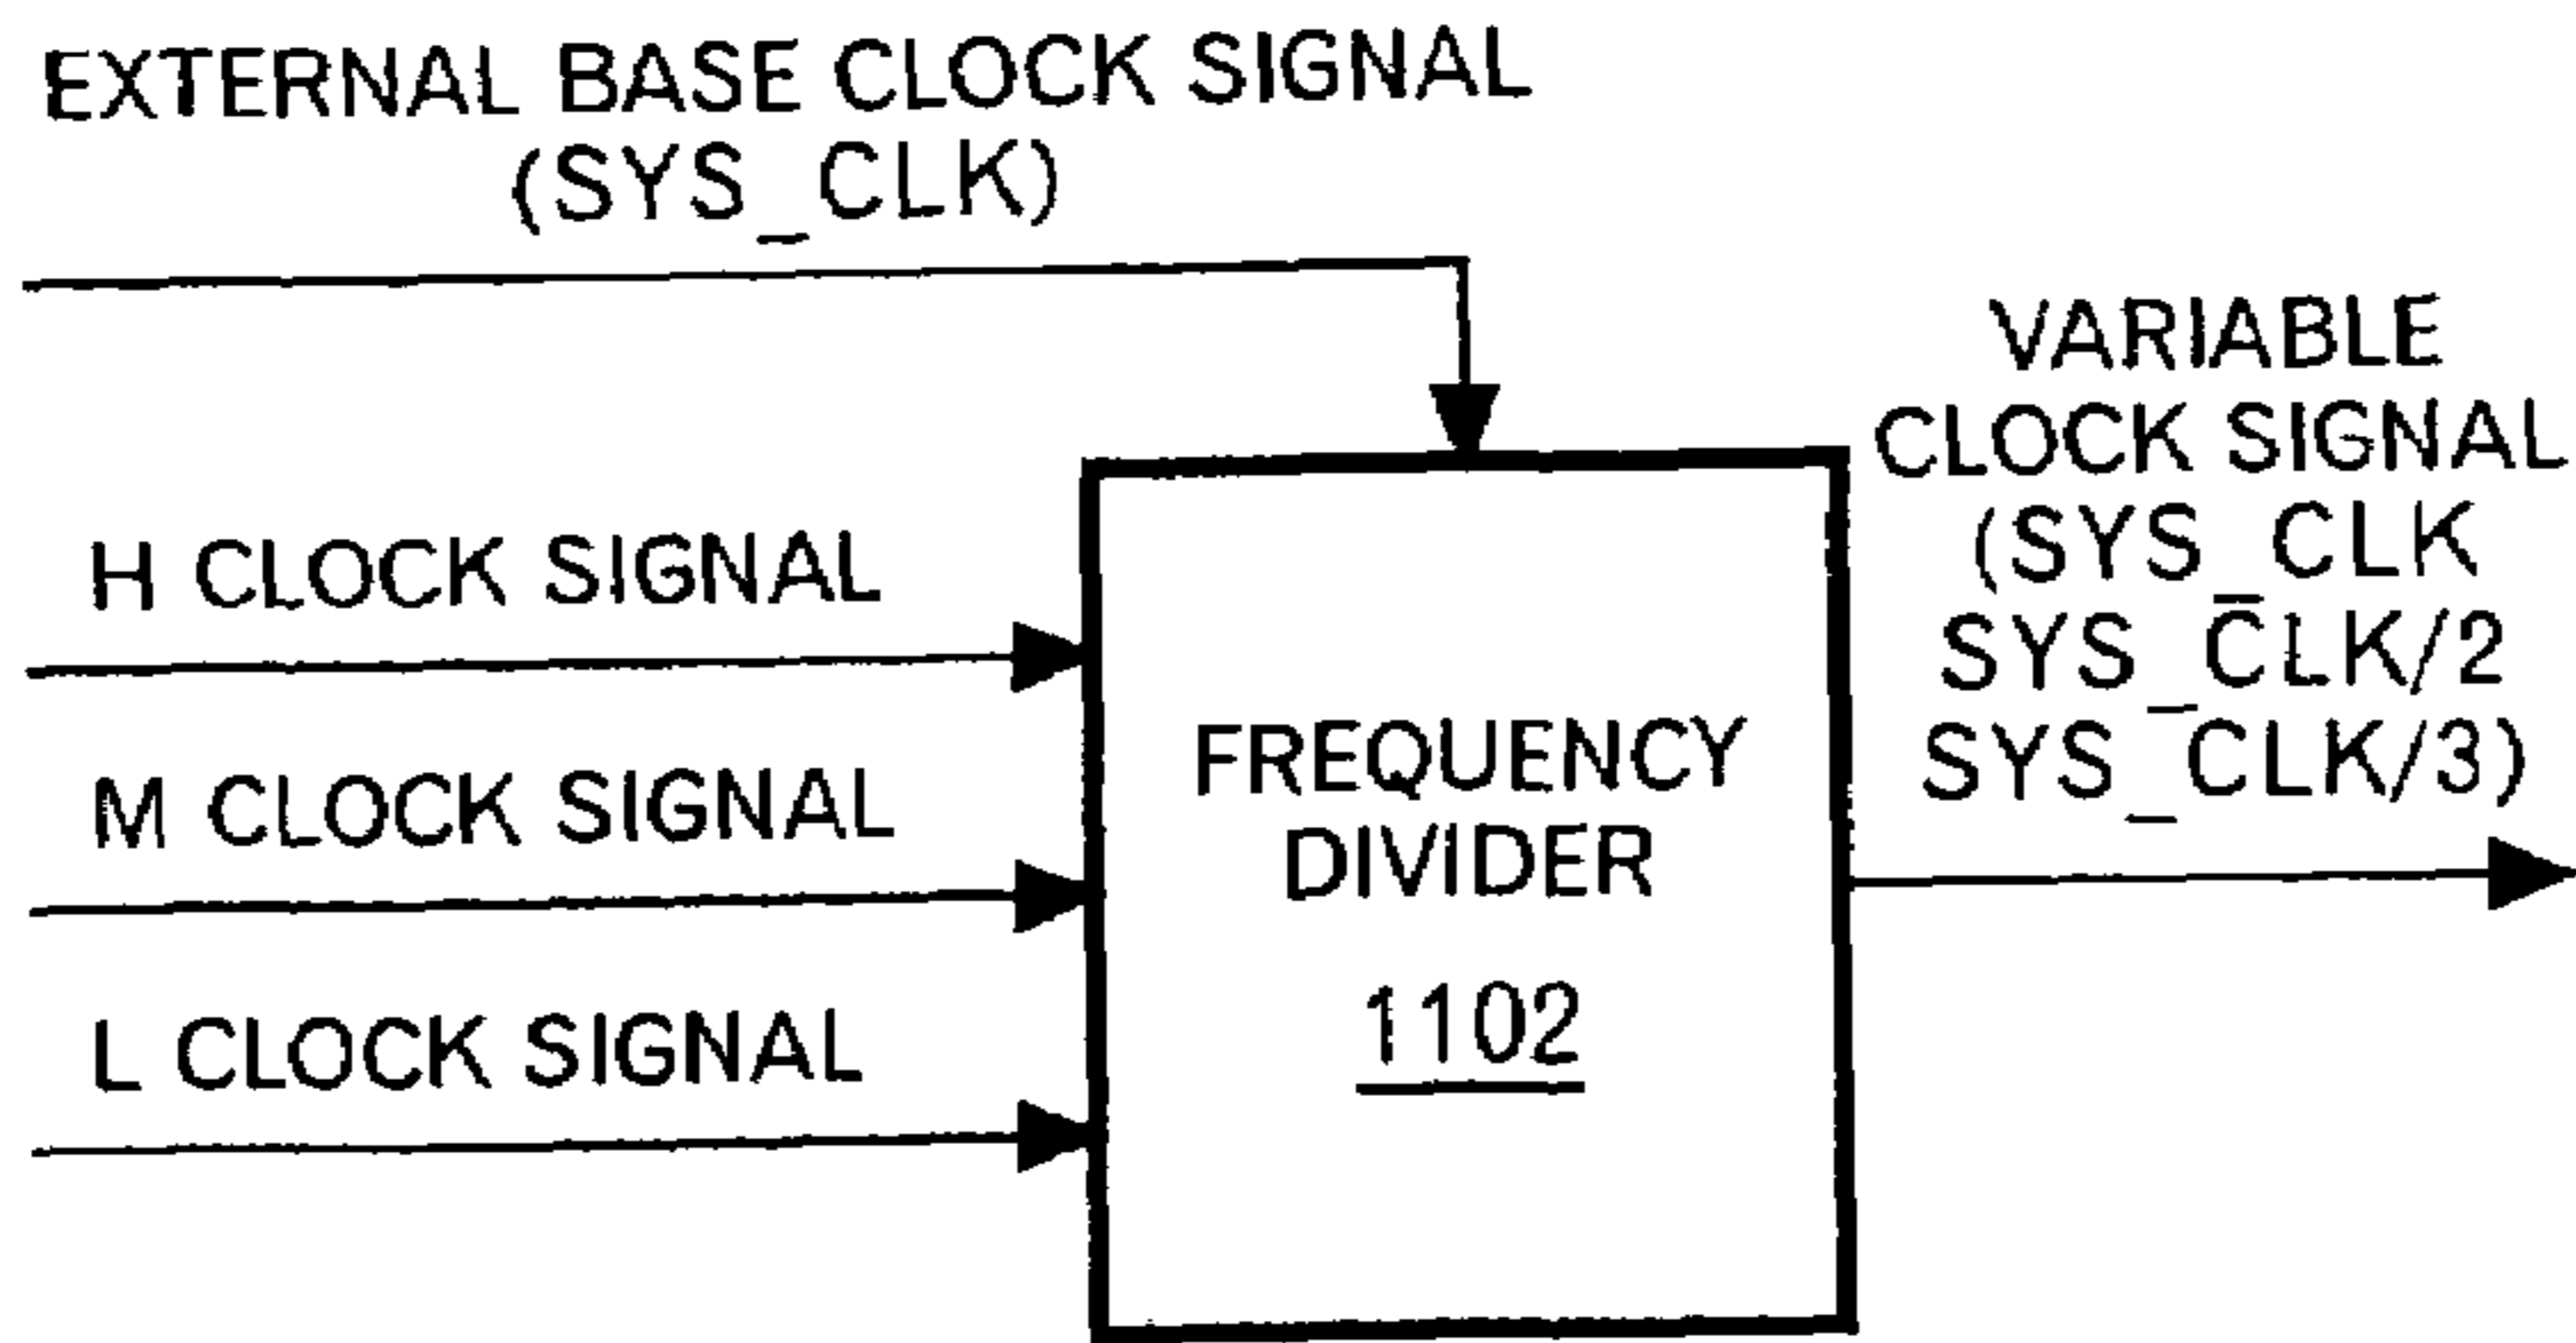 EXTERNAL BASE CLOCK SIGNAL
(SYS_CLK)
H CLOCK SIGNAL
M CLOCK SIGNAL
L CLOCK SIGNAL
FREQUENCY
DIVIDER
1102
VARIABLE
CLOCK SIGNAL
(SYS_CLK
SYS_CLK/2
SYS_CLK/3)